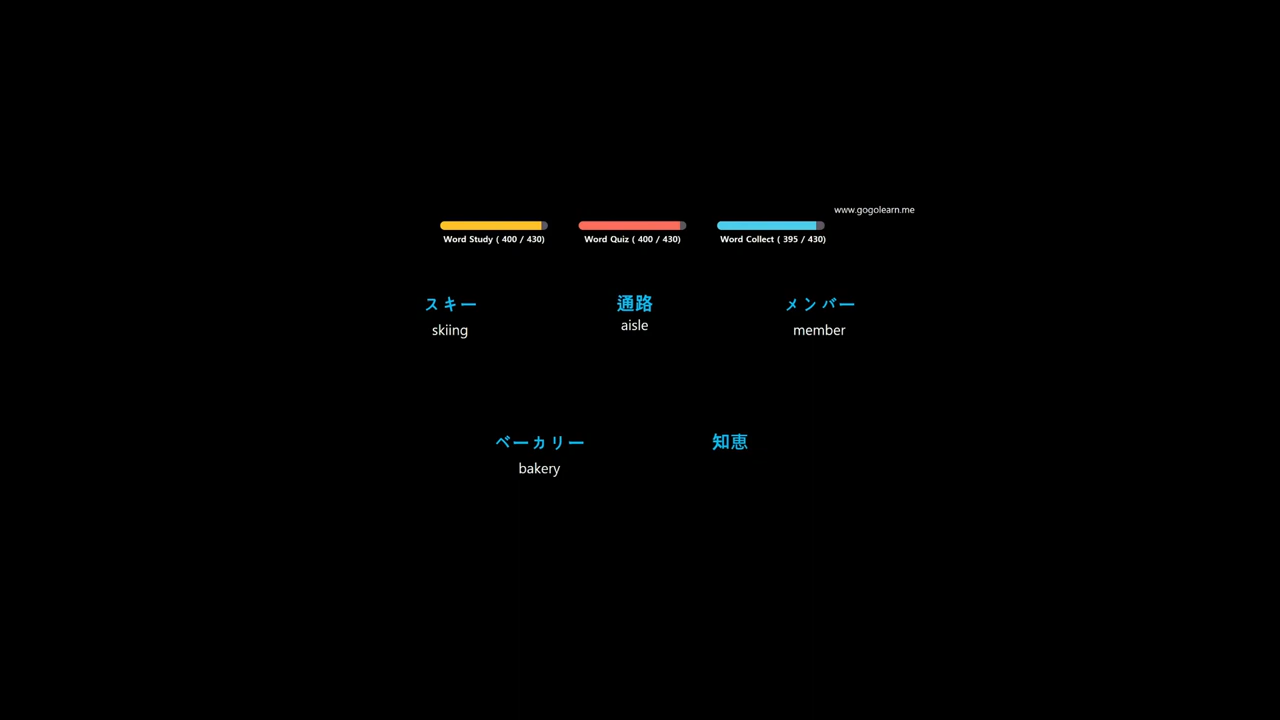 www.gogolearn.me
Word Study ( 400 / 430)
Word Quiz ( 400 / 430)
Word Collect ( 395 / 430)
スキー
skiing
通路
aisle
メンバー
member
ベーカリー
bakery
知恵